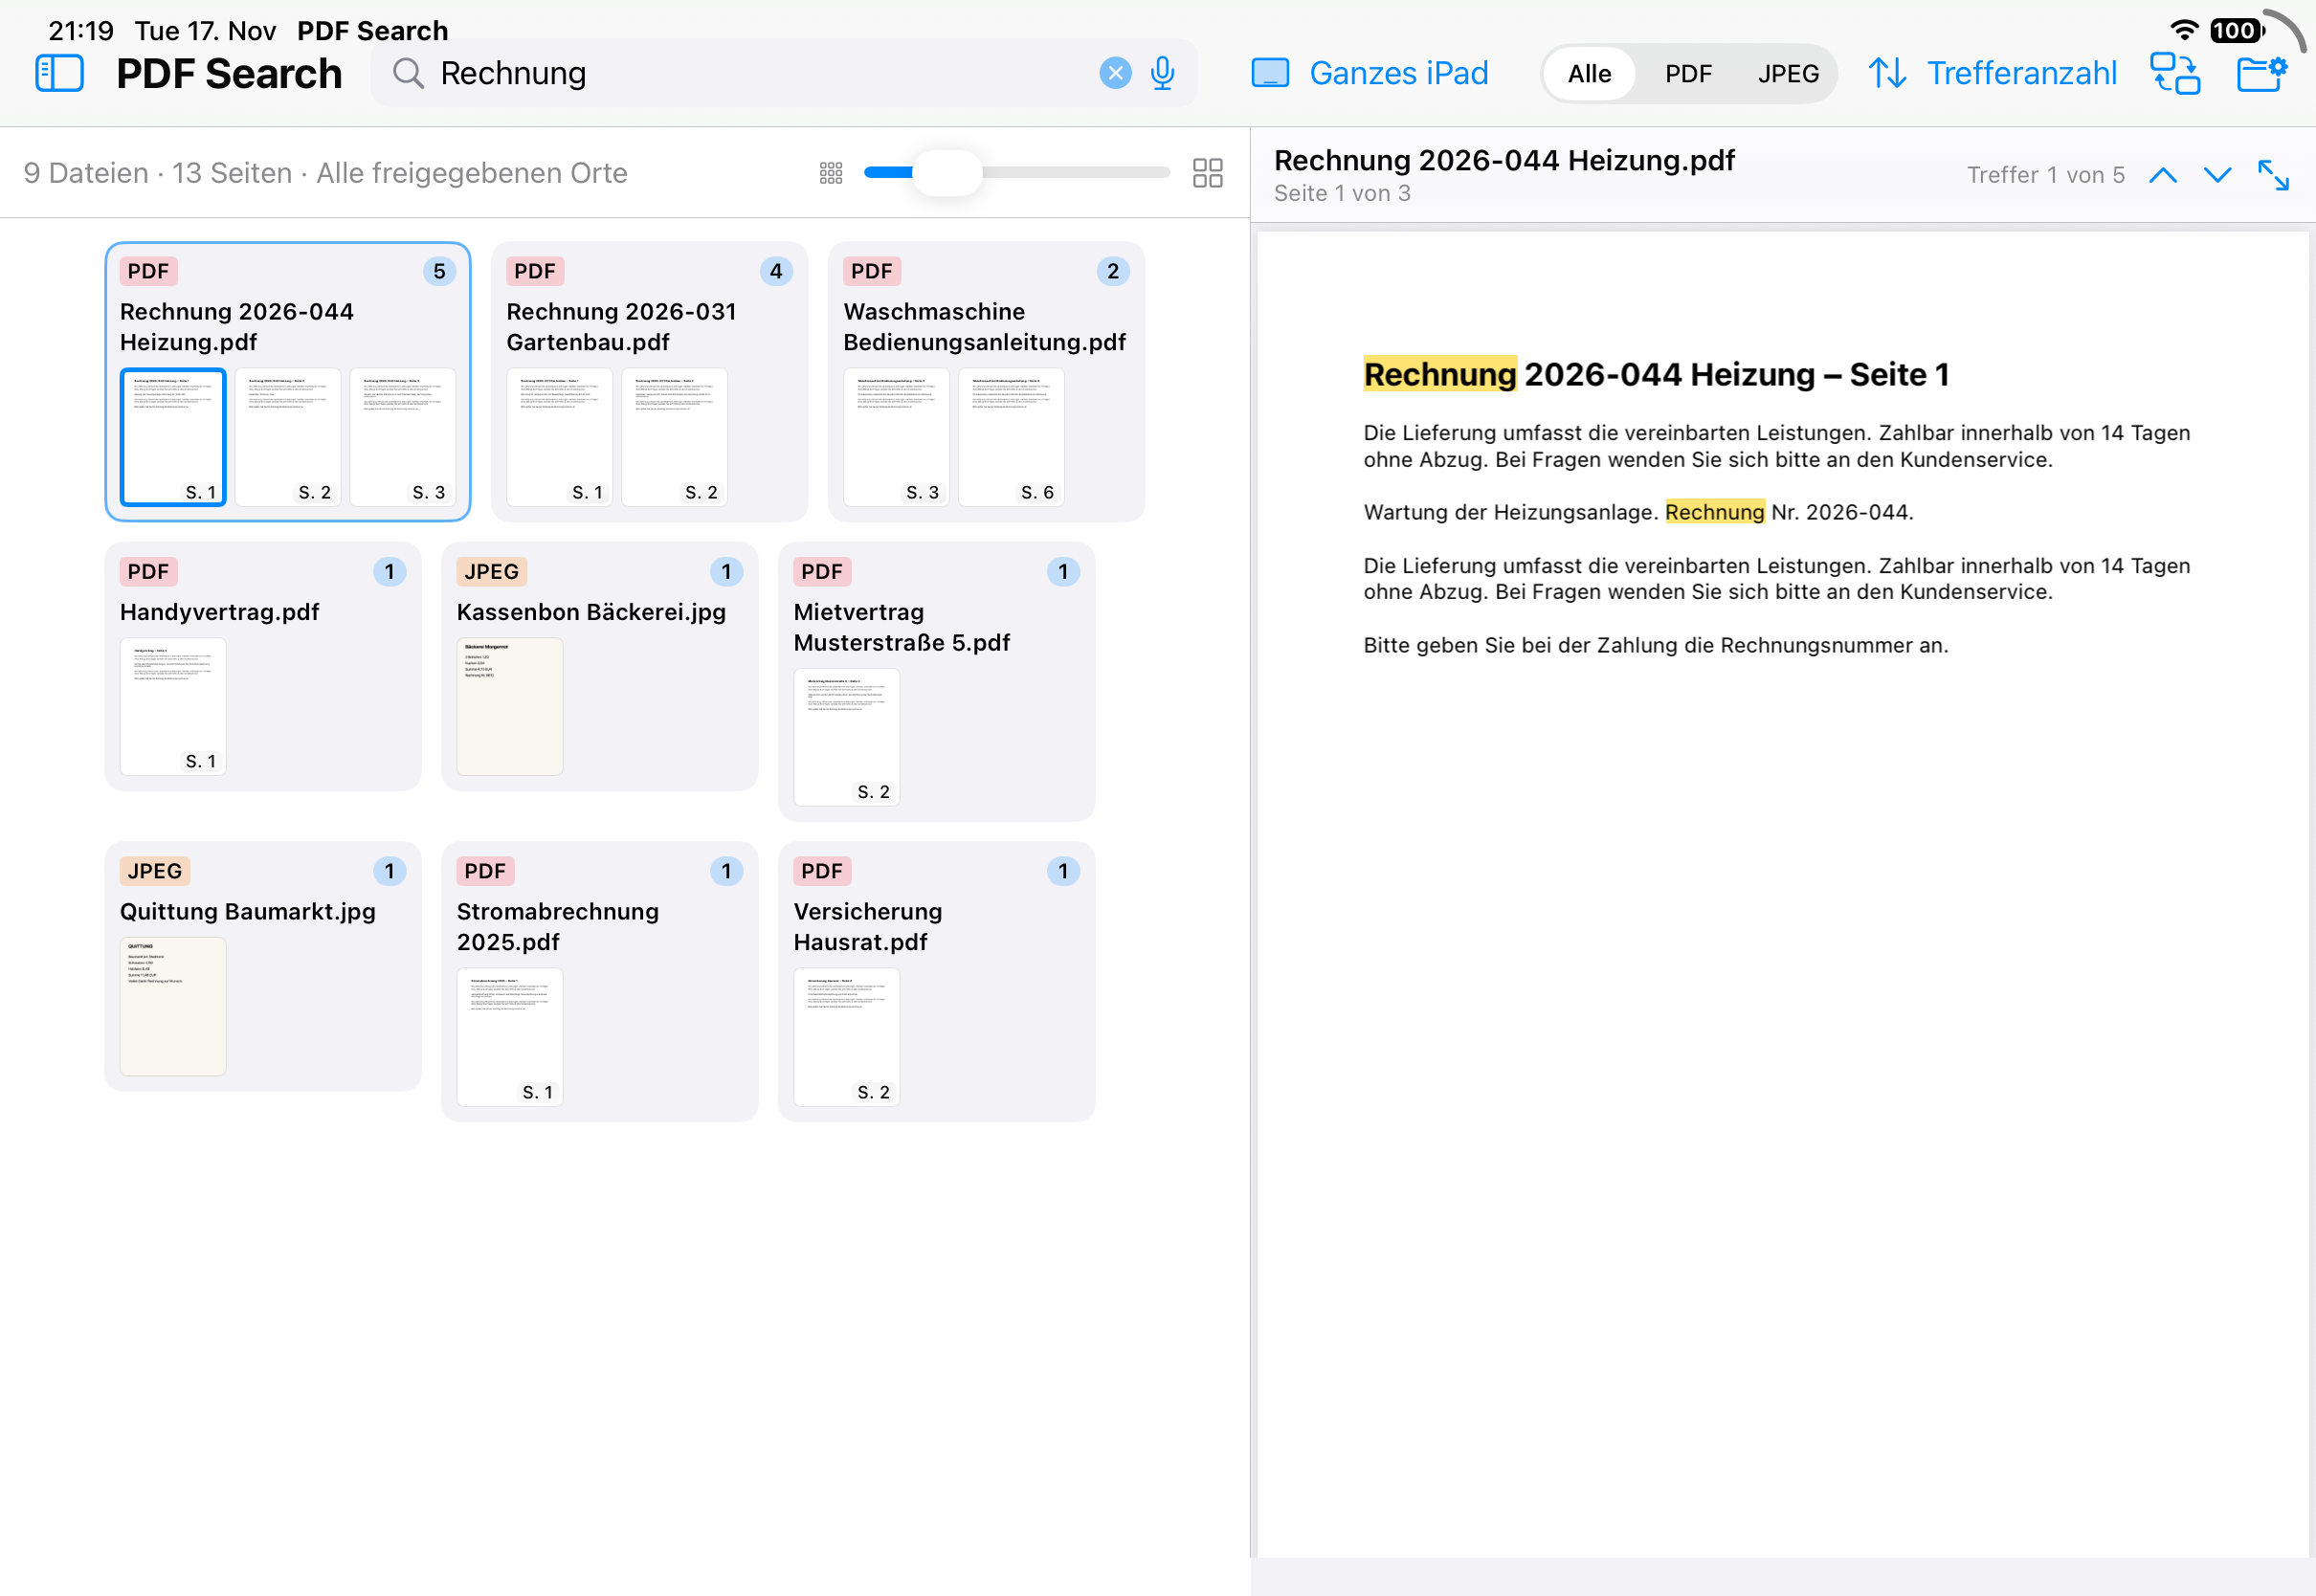 21:19 Tue 17. Nov PDF Search
100
PDF Search
Rechnung
Ganzes iPad
Alle PDF JPEG
Trefferanzahl
9 Dateien · 13 Seiten · Alle freigegebenen Orte
PDF 5
Rechnung 2026-044
Heizung.pdf
S. 1 S. 2 S. 3
PDF 4
Rechnung 2026-031
Gartenbau.pdf
S. 1 S. 2
PDF 2
Waschmaschine
Bedienungsanleitung.pdf
S. 3 S. 6
PDF 1
Handyvertrag.pdf
S. 1
JPEG 1
Kassenbon Bäckerei.jpg
PDF 1
Mietvertrag
Musterstraße 5.pdf
S. 2
JPEG 1
Quittung Baumarkt.jpg
QUITTUNG
PDF 1
Stromabrechnung
2025.pdf
S. 1
PDF 1
Versicherung
Hausrat.pdf
S. 2
Rechnung 2026-044 Heizung.pdf
Seite 1 von 3
Treffer 1 von 5
Rechnung 2026-044 Heizung – Seite 1
Die Lieferung umfasst die vereinbarten Leistungen. Zahlbar innerhalb von 14 Tagen
ohne Abzug. Bei Fragen wenden Sie sich bitte an den Kundenservice.
Wartung der Heizungsanlage. Rechnung Nr. 2026-044.
Die Lieferung umfasst die vereinbarten Leistungen. Zahlbar innerhalb von 14 Tagen
ohne Abzug. Bei Fragen wenden Sie sich bitte an den Kundenservice.
Bitte geben Sie bei der Zahlung die Rechnungsnummer an.